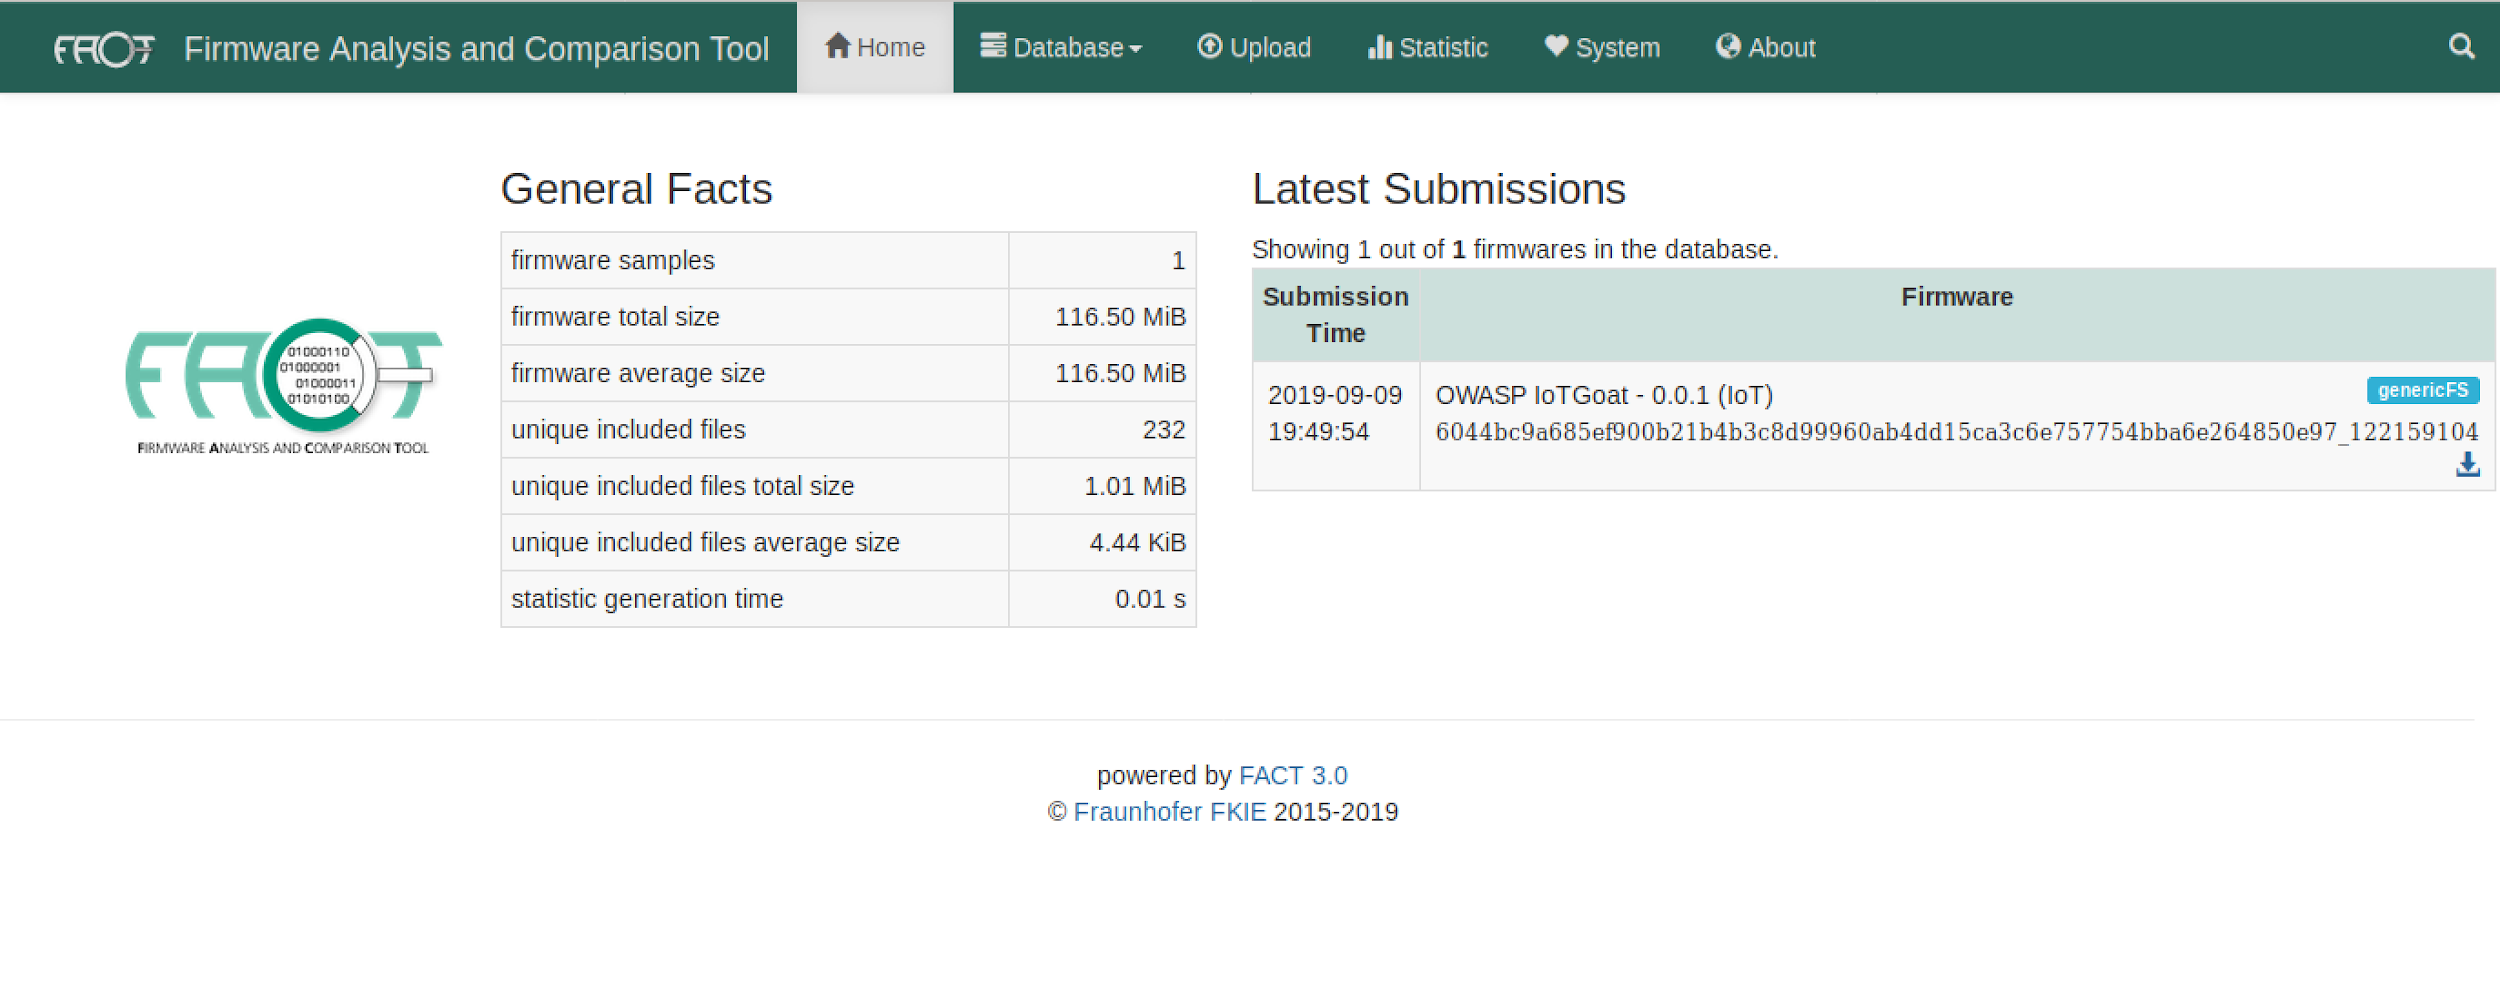 FACT Firmware Analysis and Comparison Tool Home Database Upload Statistic System About
General Facts
firmware samples 1
firmware total size 116.50 MiB
firmware average size 116.50 MiB
unique included files 232
unique included files total size 1.01 MiB
unique included files average size 4.44 KiB
statistic generation time 0.01 s
Latest Submissions
Showing 1 out of 1 firmwares in the database.
Submission Time Firmware
2019-09-09 19:49:54
OWASP IoTGoat - 0.0.1 (IoT) genericFS
6044bc9a685ef900b21b4b3c8d99960ab4dd15ca3c6e757754bba6e264850e97_122159104
FACT
01000110
01000001
01000011
01010100
FIRMWARE ANALYSIS AND COMPARISON TOOL
powered by FACT 3.0
© Fraunhofer FKIE 2015-2019